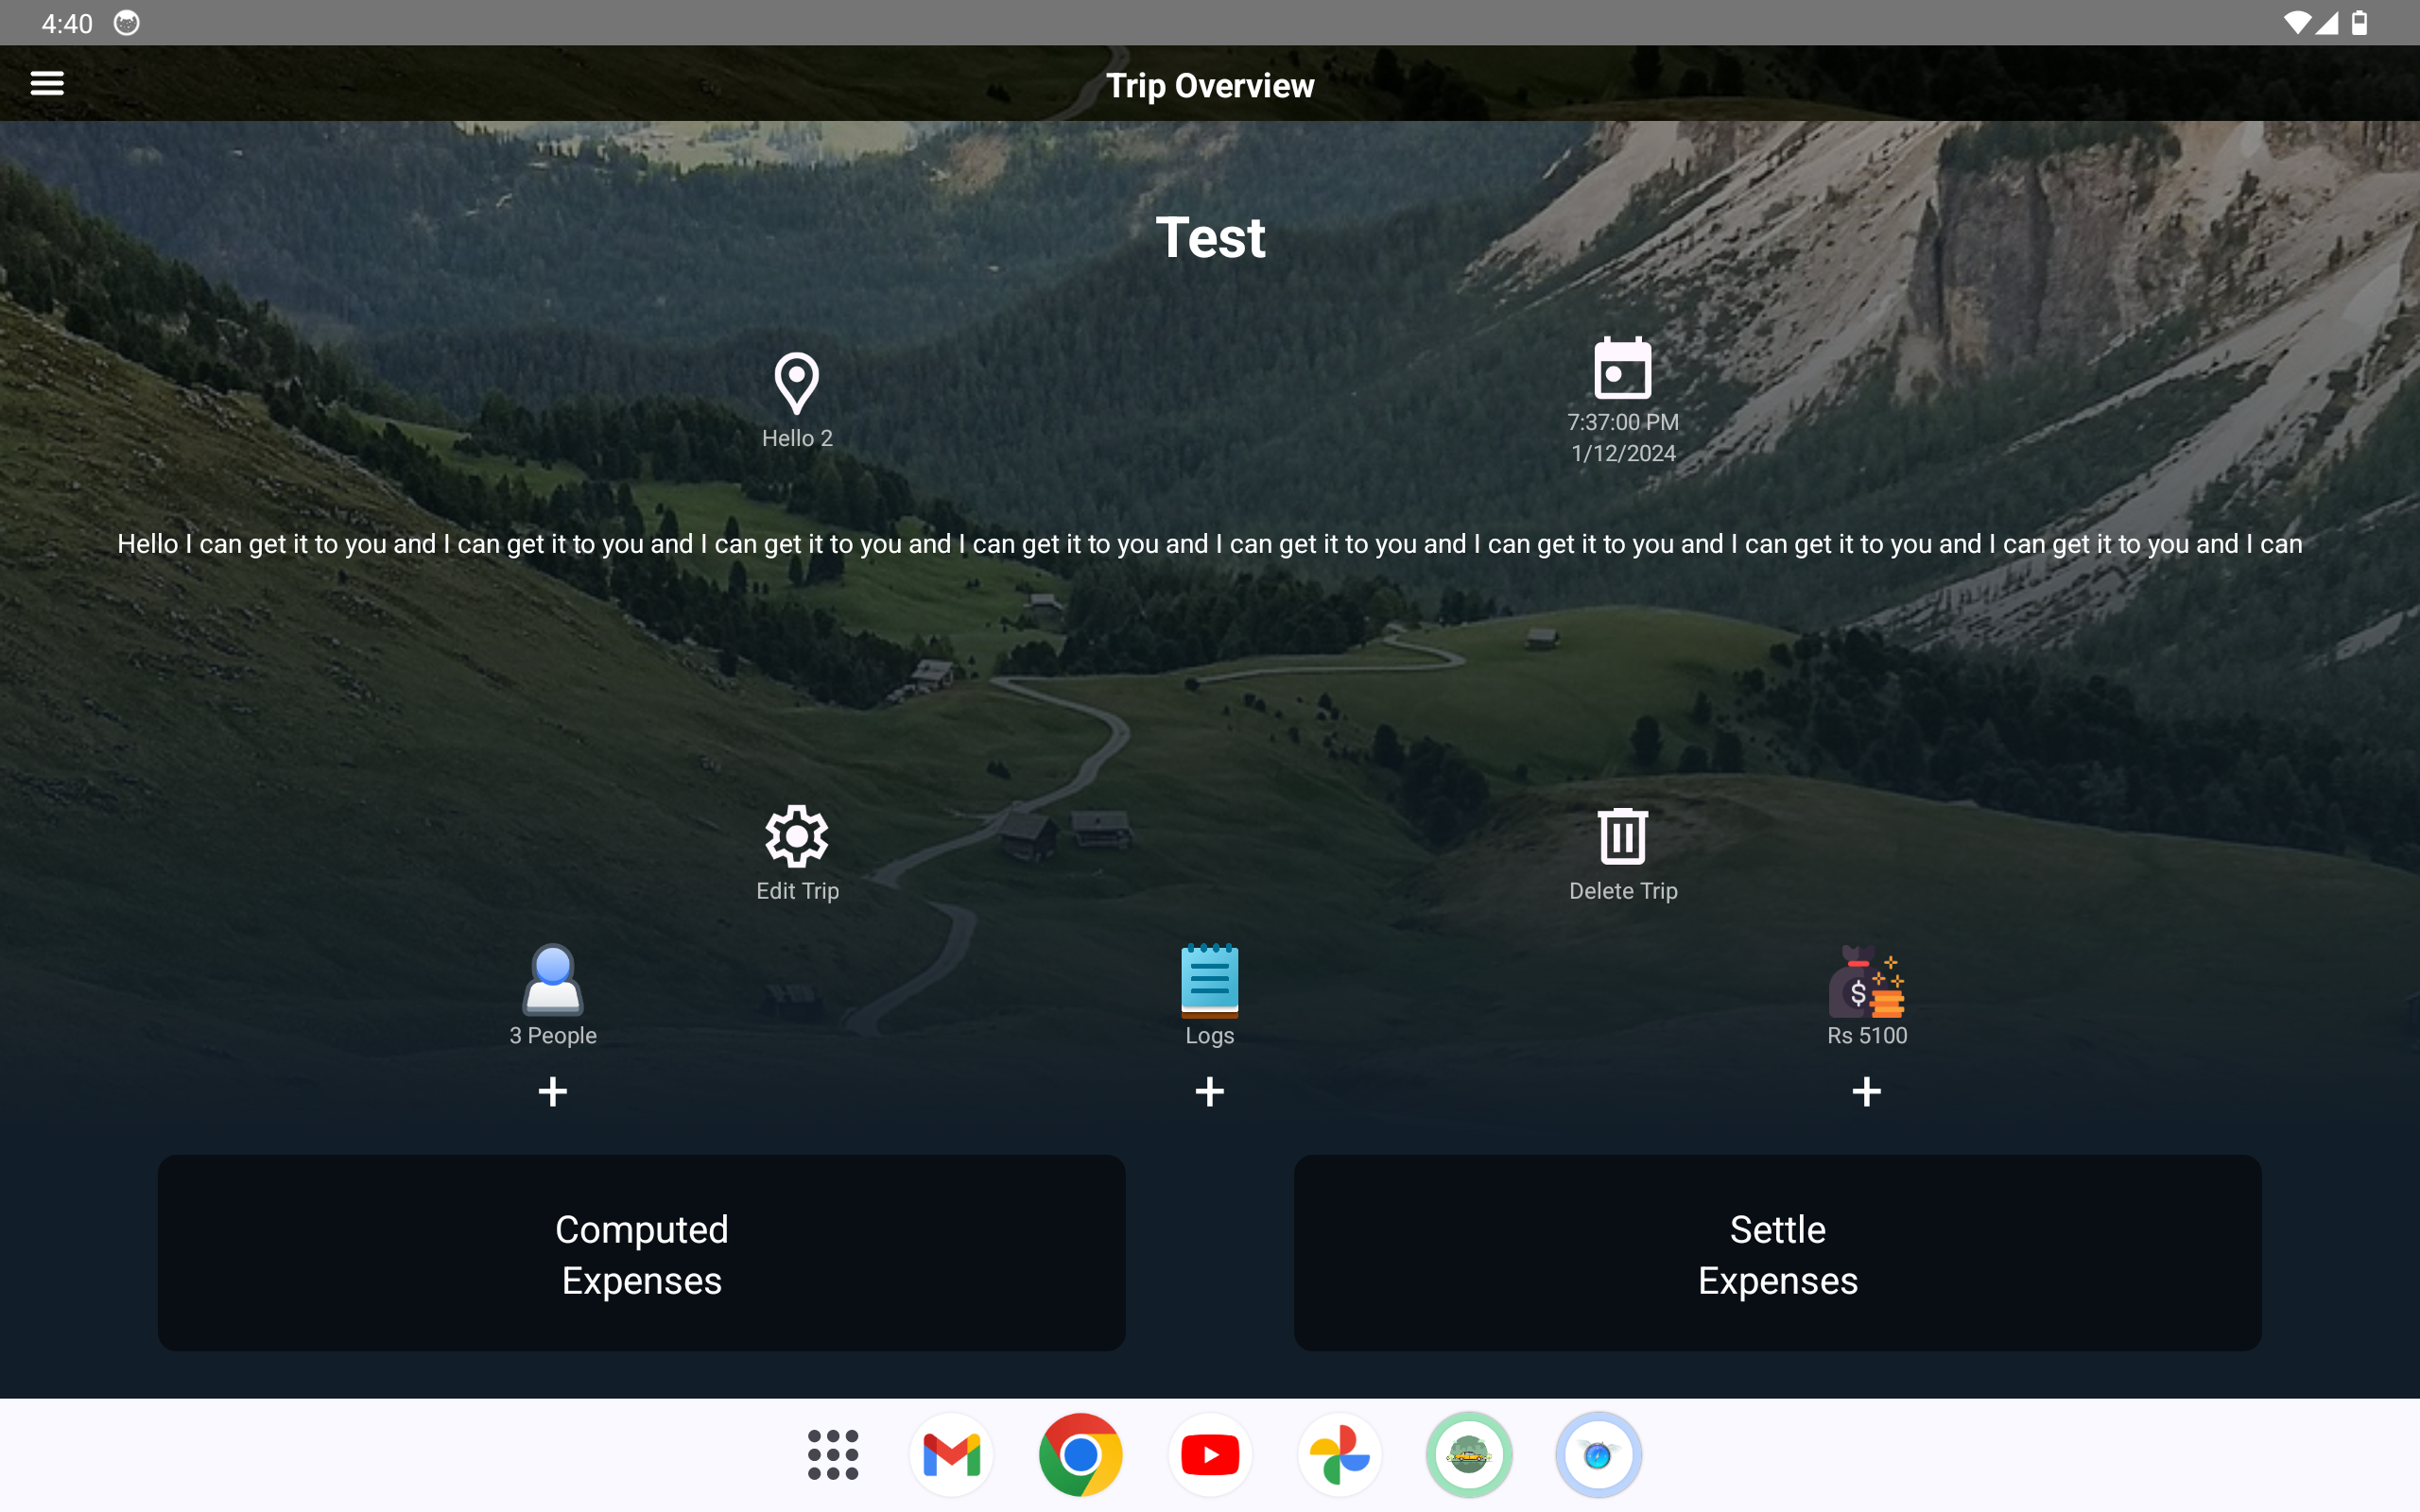 4:40
Trip Overview
Test
Hello 2
7:37:00 PM
1/12/2024
Hello I can get it to you and I can get it to you and I can get it to you and I can get it to you and I can get it to you and I can get it to you and I can get it to you and I can get it to you and I can
Edit Trip
Delete Trip
3 People
Logs
Rs 5100
+
+
+
Computed
Expenses
Settle
Expenses